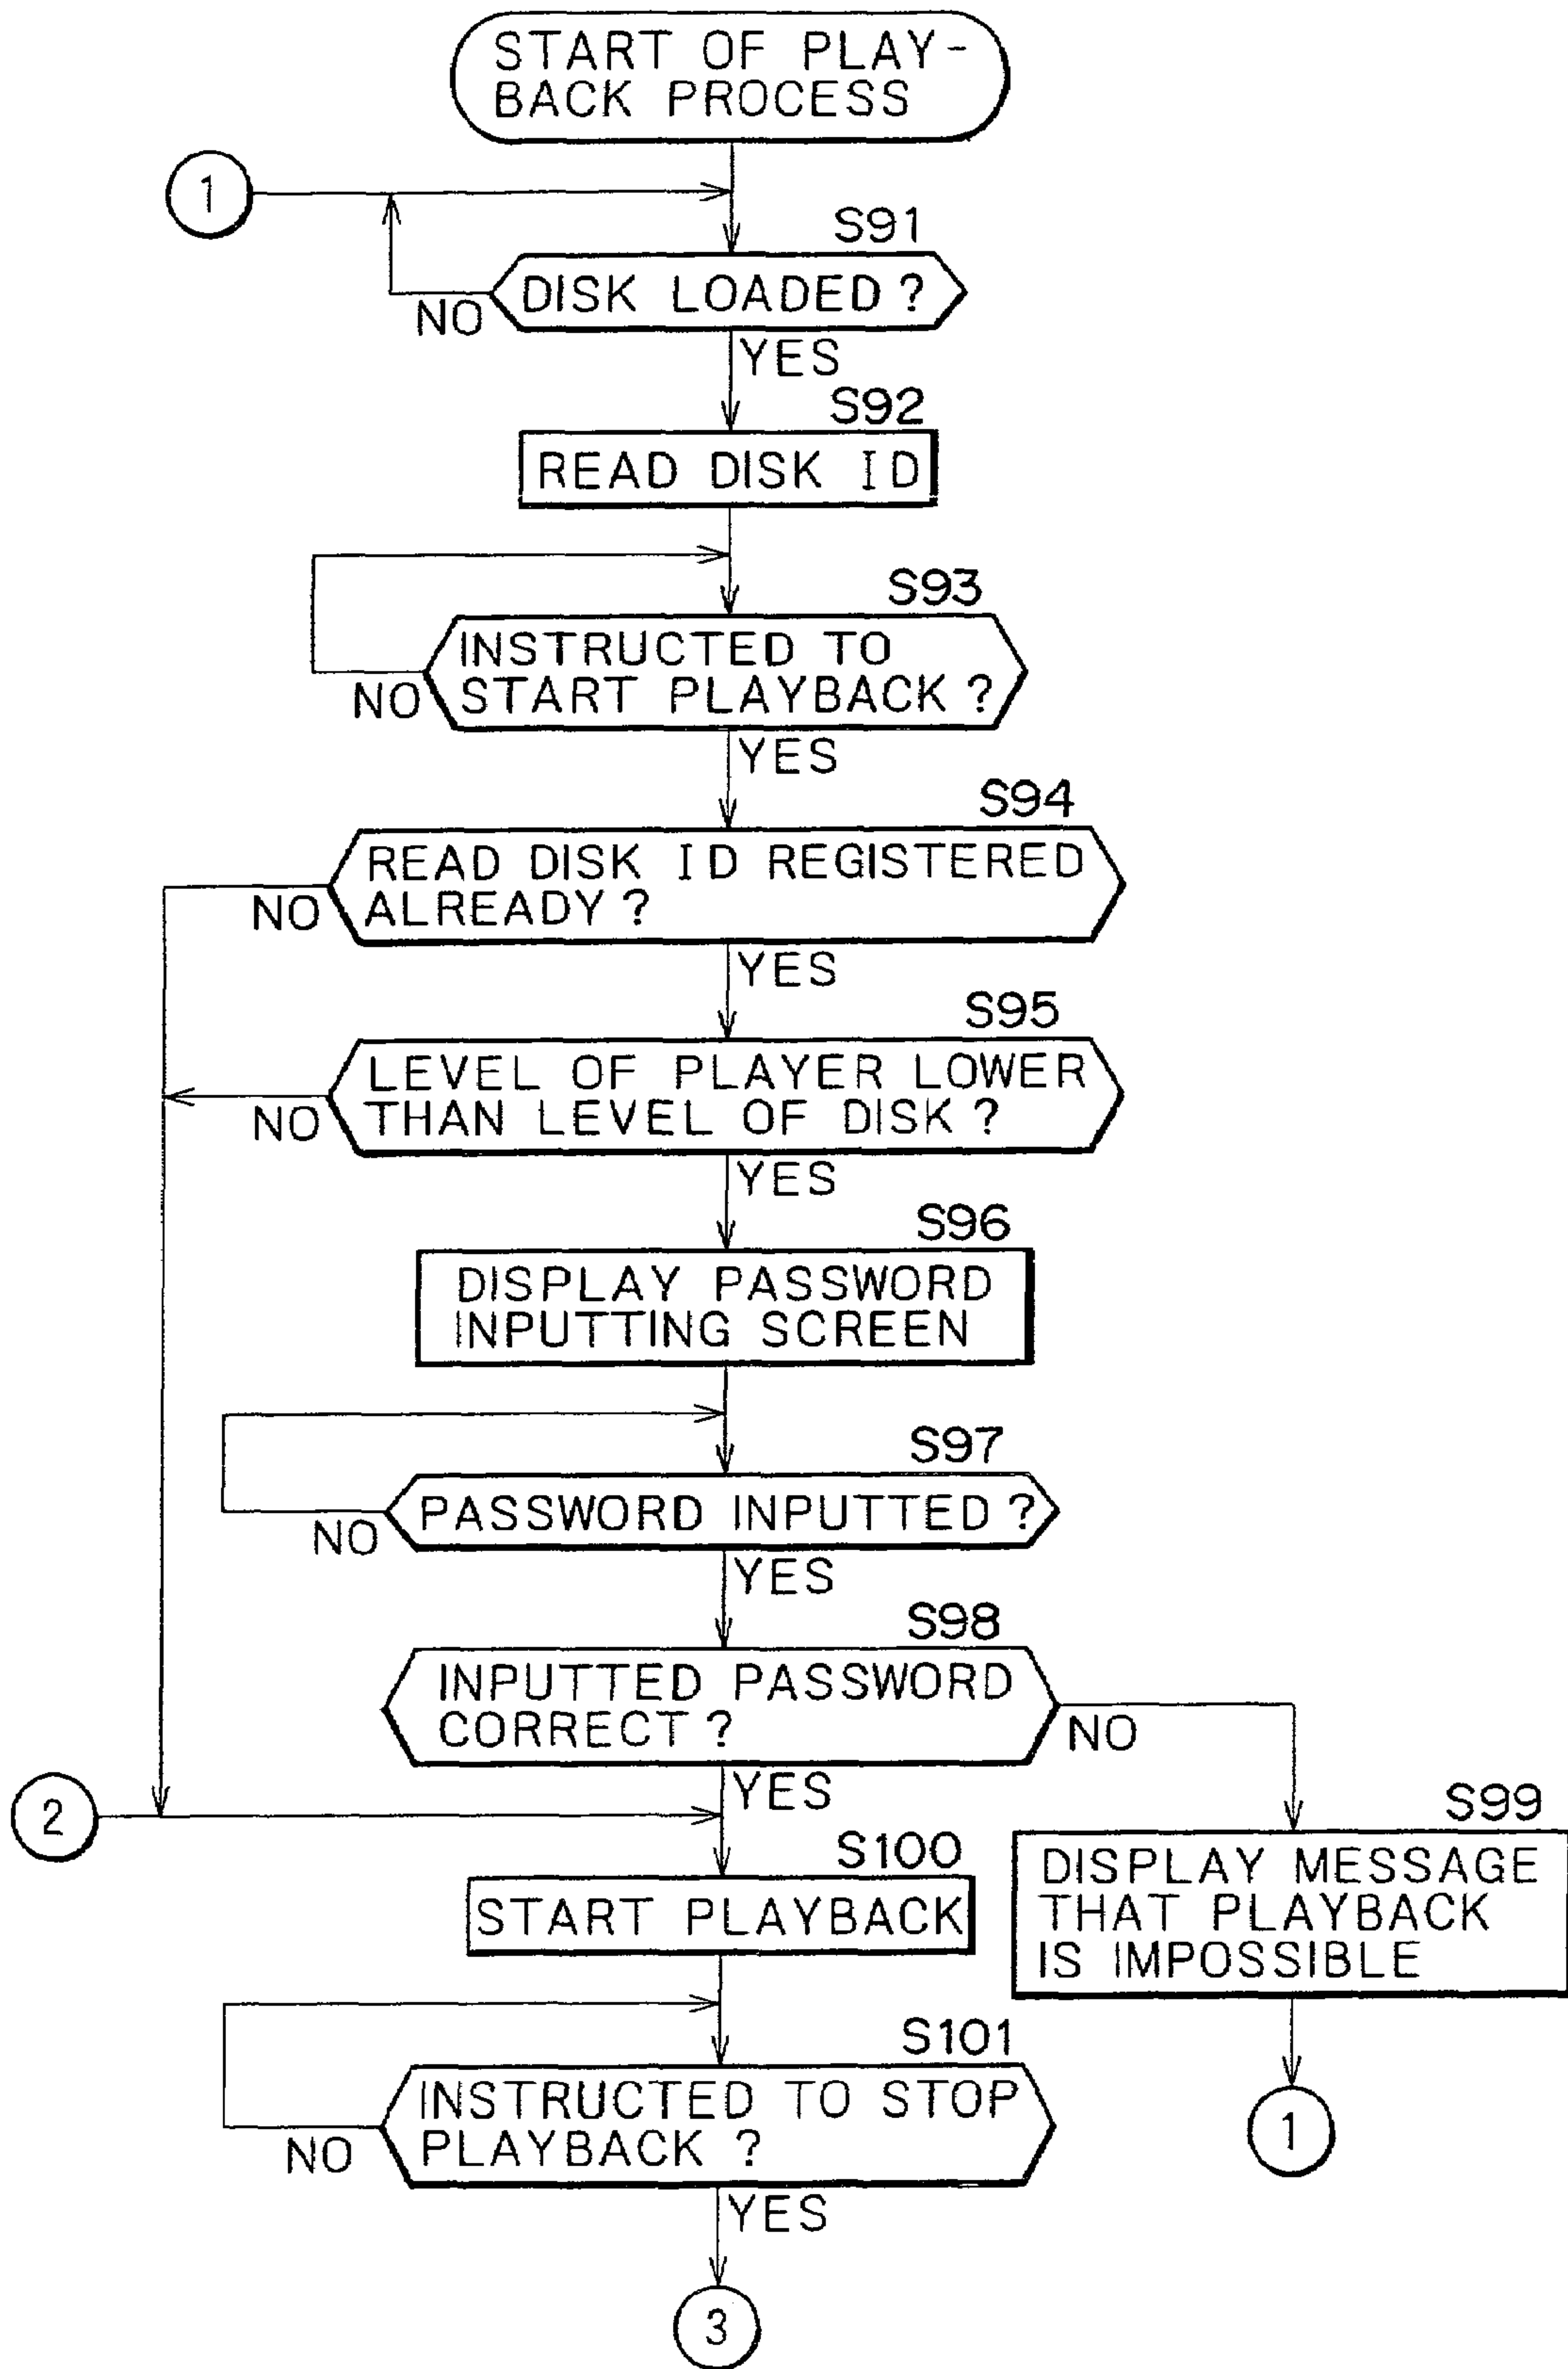 START OF PLAY-
BACK PROCESS
1
S91
DISK LOADED ?
NO
YES
S92
READ DISK ID
S93
INSTRUCTED TO
START PLAYBACK ?
NO
YES
S94
READ DISK ID REGISTERED
ALREADY ?
NO
YES
S95
LEVEL OF PLAYER LOWER
THAN LEVEL OF DISK ?
NO
YES
S96
DISPLAY PASSWORD
INPUTTING SCREEN
S97
PASSWORD INPUTTED ?
NO
YES
S98
INPUTTED PASSWORD
CORRECT ?
NO
YES
2
S99
DISPLAY MESSAGE
THAT PLAYBACK
IS IMPOSSIBLE
1
S100
START PLAYBACK
S101
INSTRUCTED TO STOP
PLAYBACK ?
NO
YES
3